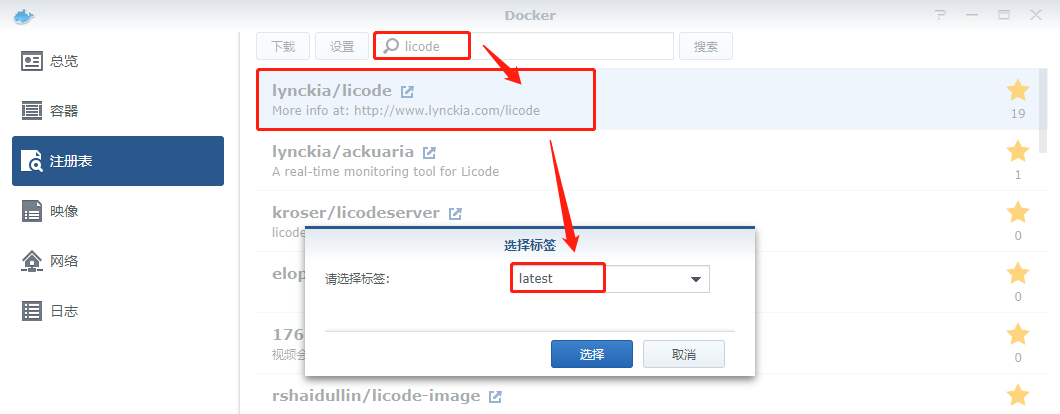 Docker
总览
容器
注册表
映像
网络
日志
下载 设置 licode 搜索
lynckia/licode
More info at: http://www.lynckia.com/licode
19
lynckia/ackuaria
A real-time monitoring tool for Licode
1
kroser/licodeserver
licode
0
elop
0
176
视频会
0
rshaidullin/licode-image
选择标签
请选择标签:
latest
选择 取消